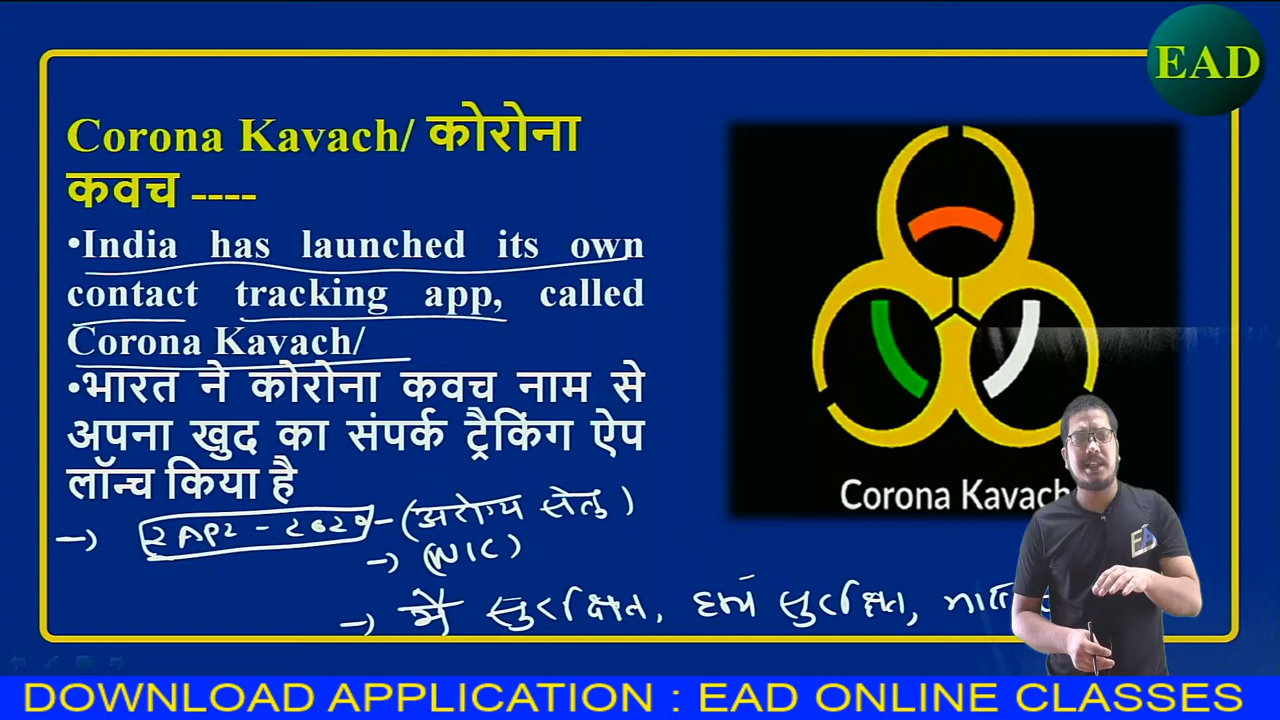 EAD
Corona Kavach/ कोरोना
कवच ----
•India has launched its own
contact tracking app, called
Corona Kavach/
•भारत ने कोरोना कवच नाम से
अपना खुद का संपर्क ट्रैकिंग ऐप
लॉन्च किया है
Corona Kavach
→ 2 Apr - 2020 - (अरोग्य सेतु)
→ (NIC)
→ मैं सुरक्षित, हम सुरक्षित,
DOWNLOAD APPLICATION : EAD ONLINE CLASSES